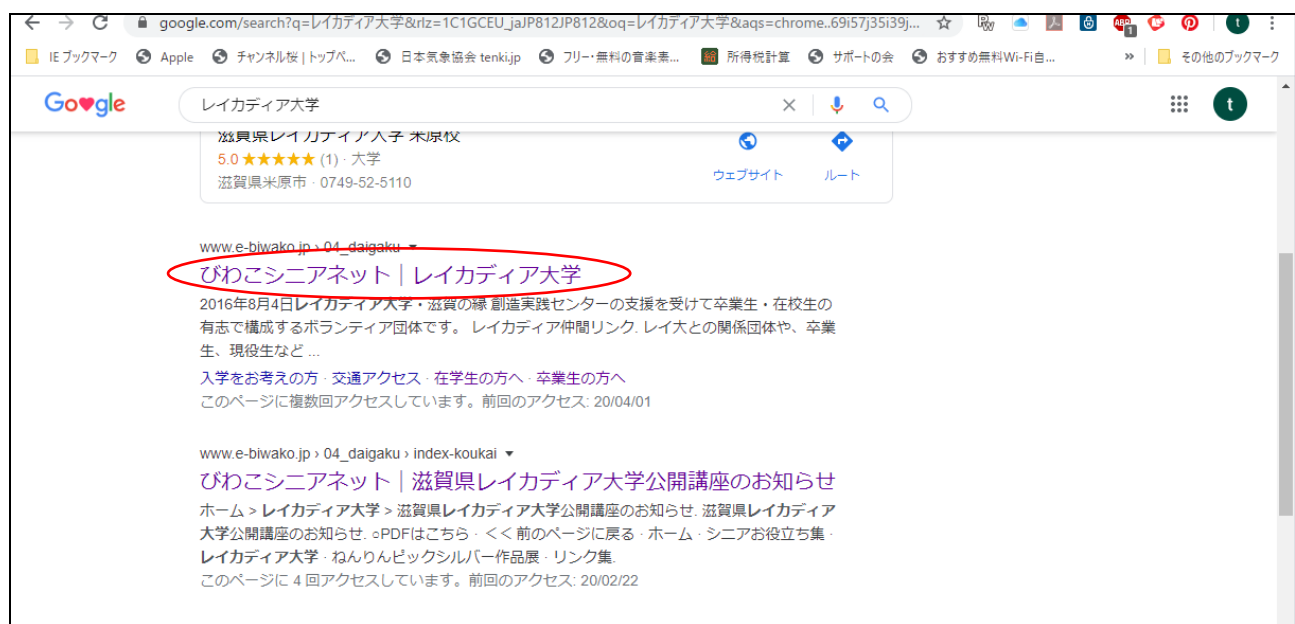 google.com/search?q=レイカディア大学&rlz=1C1GCEU_jaJP812JP812&oq=レイカディア大学&aqs=chrome..69i57j35i39j...
IE ブックマーク Apple チャンネル桜 | トップペ... 日本気象協会 tenki.jp フリー・無料の音楽素... 所得税計算 サポートの会 おすすめ無料Wi-Fi自... » その他のブックマーク
Google レイカディア大学 t
滋賀県レイカディア大学 米原校
5.0 ★★★★★ (1) · 大学
滋賀県米原市 · 0749-52-5110
ウェブサイト ルート
www.e-biwako.jp › 04_daigaku ▼
びわこシニアネット｜レイカディア大学
2016年8月4日レイカディア大学・滋賀の縁 創造実践センターの支援を受けて卒業生・在校生の
有志で構成するボランティア団体です。 レイカディア仲間リンク. レイ大との関係団体や、卒業
生、現役生など ...
入学をお考えの方 · 交通アクセス · 在学生の方へ · 卒業生の方へ
このページに複数回アクセスしています。前回のアクセス: 20/04/01
www.e-biwako.jp › 04_daigaku › index-koukai ▼
びわこシニアネット｜滋賀県レイカディア大学公開講座のお知らせ
ホーム > レイカディア大学 > 滋賀県レイカディア大学公開講座のお知らせ. 滋賀県レイカディア
大学公開講座のお知らせ. ○PDFはこちら · << 前のページに戻る · ホーム · シニアお役立ち集 ·
レイカディア大学 · ねんりんピックシルバー作品展 · リンク集.
このページに 4 回アクセスしています。前回のアクセス: 20/02/22